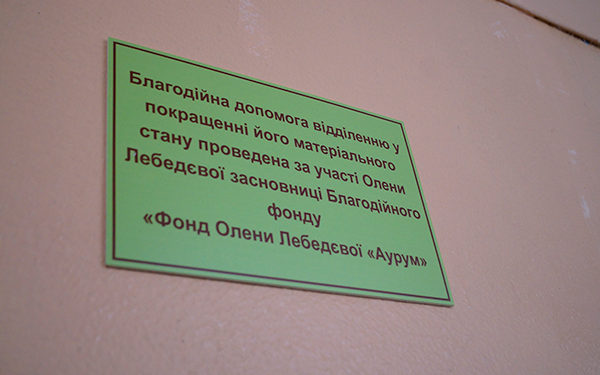 Благодійна допомога відділенню у
покращенні його матеріального
стану проведена за участі Олени
Лебедєвої засновниці Благодійного
фонду
«Фонд Олени Лебедєвої «Аурум»